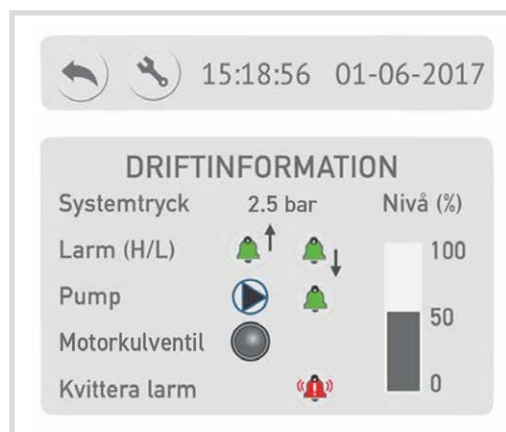 15:18:56 01-06-2017
DRIFTINFORMATION
Systemtryck 2.5 bar Nivå (%)
Larm (H/L) 100
Pump 50
Motorkulventil
Kvittera larm 0